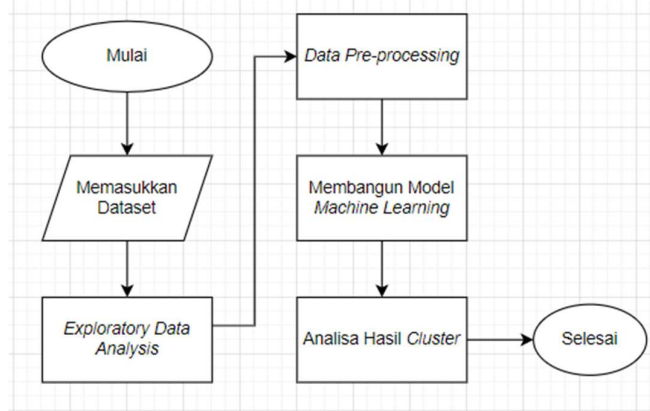 Mulai
Memasukkan
Dataset
Exploratory Data
Analysis
Data Pre-processing
Membangun Model
Machine Learning
Analisa Hasil Cluster
Selesai